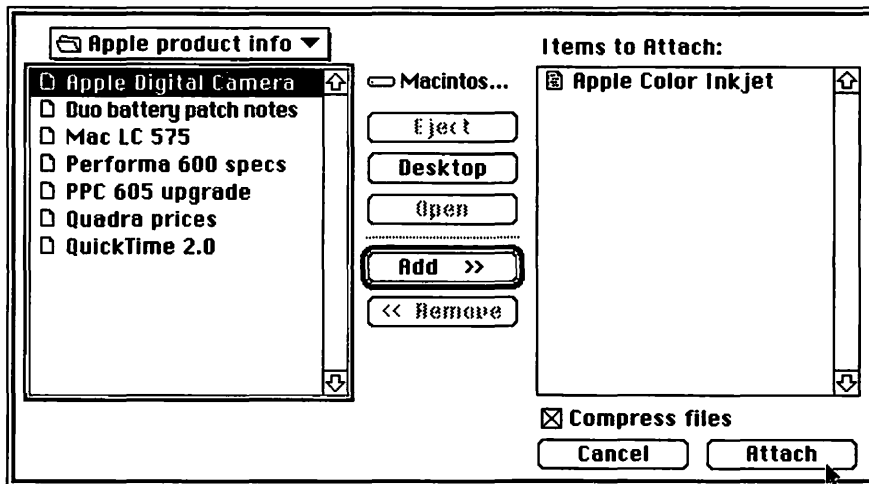 Apple product info
Apple Digital Camera
Duo battery patch notes
Mac LC 575
Performa 600 specs
PPC 605 upgrade
Quadra prices
QuickTime 2.0
Macintos...
Eject
Desktop
Open
Add >>
<< Remove
Items to Attach:
Apple Color Inkjet
Compress files
Cancel
Attach